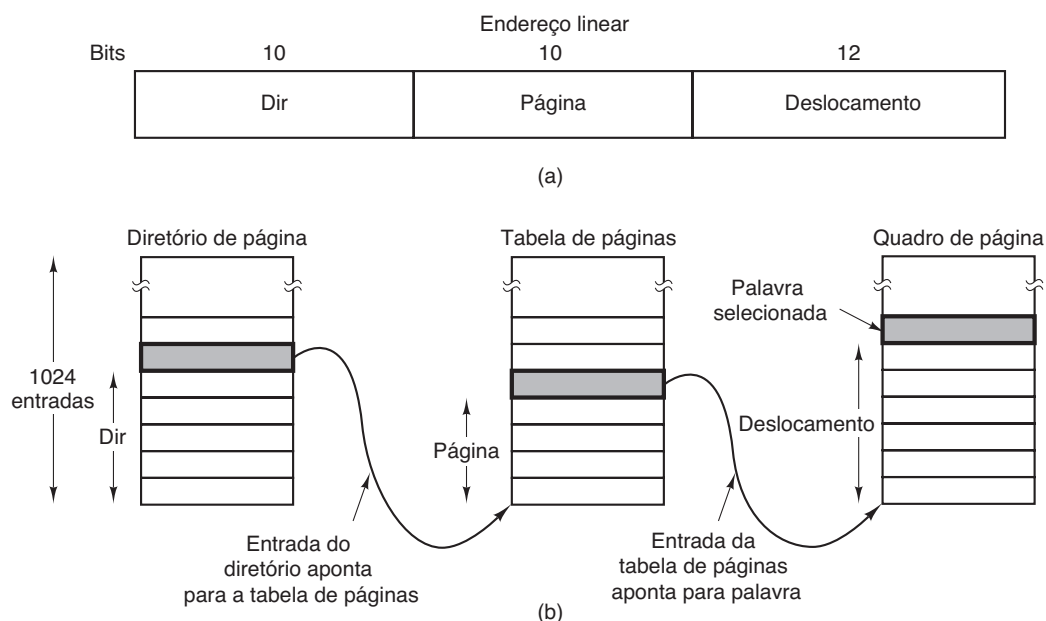 Endereço linear
Bits 10 10 12
Dir Página Deslocamento
(a)
Diretório de página Tabela de páginas Quadro de página
Palavra
selecionada
1024
entradas
Dir
Página
Deslocamento
Entrada do
diretório aponta
para a tabela de páginas
Entrada da
tabela de páginas
aponta para palavra
(b)